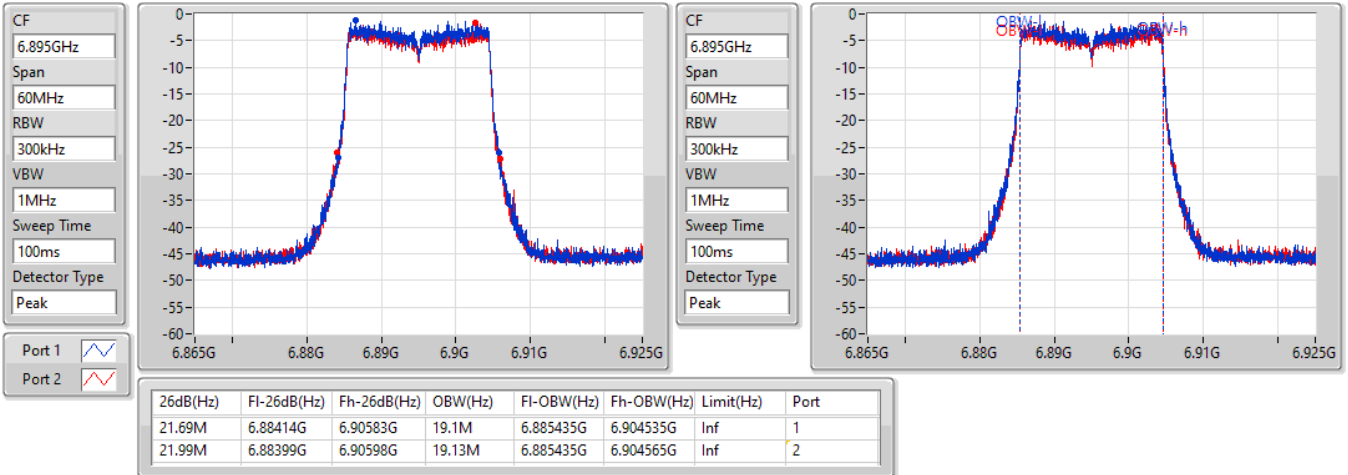 CF
6.895GHz
Span
60MHz
RBW
300kHz
VBW
1MHz
Sweep Time
100ms
Detector Type
Peak
Port 1
Port 2
0
-5
-10
-15
-20
-25
-30
-35
-40
-45
-50
-55
-60
6.865G 6.88G 6.89G 6.9G 6.91G 6.925G
CF
6.895GHz
Span
60MHz
RBW
300kHz
VBW
1MHz
Sweep Time
100ms
Detector Type
Peak
0
-5
-10
-15
-20
-25
-30
-35
-40
-45
-50
-55
-60
OBW-l
OBW-h
6.865G 6.88G 6.89G 6.9G 6.91G 6.925G
26dB(Hz) Fl-26dB(Hz) Fh-26dB(Hz) OBW(Hz) Fl-OBW(Hz) Fh-OBW(Hz) Limit(Hz) Port
21.69M 6.88414G 6.90583G 19.1M 6.885435G 6.904535G Inf 1
21.99M 6.88399G 6.90598G 19.13M 6.885435G 6.904565G Inf 2